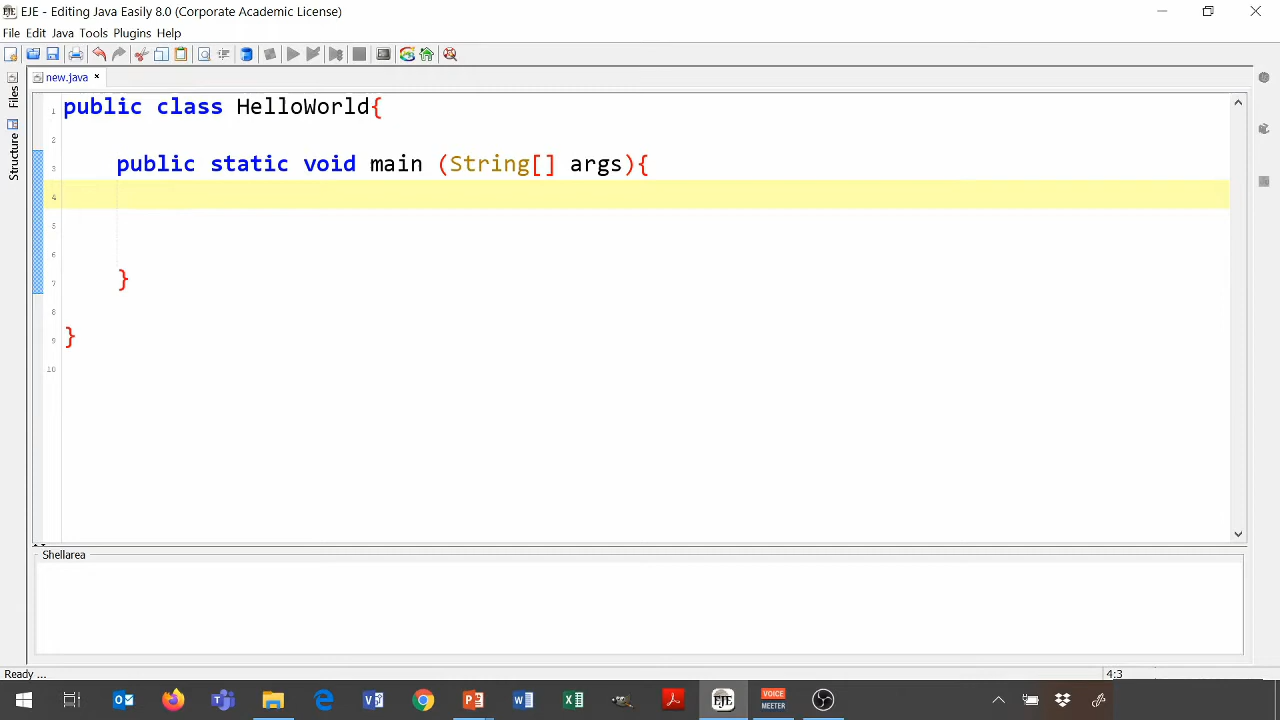 EJE - Editing Java Easily 8.0 (Corporate Academic License)
File Edit Java Tools Plugins Help
new.java ×
Files
Structure
1 public class HelloWorld{
2
3 public static void main (String[] args){
4
5
6
7 }
8
9 }
10
Shellarea
Ready ...
4:3
EJE
VOICE
MEETER